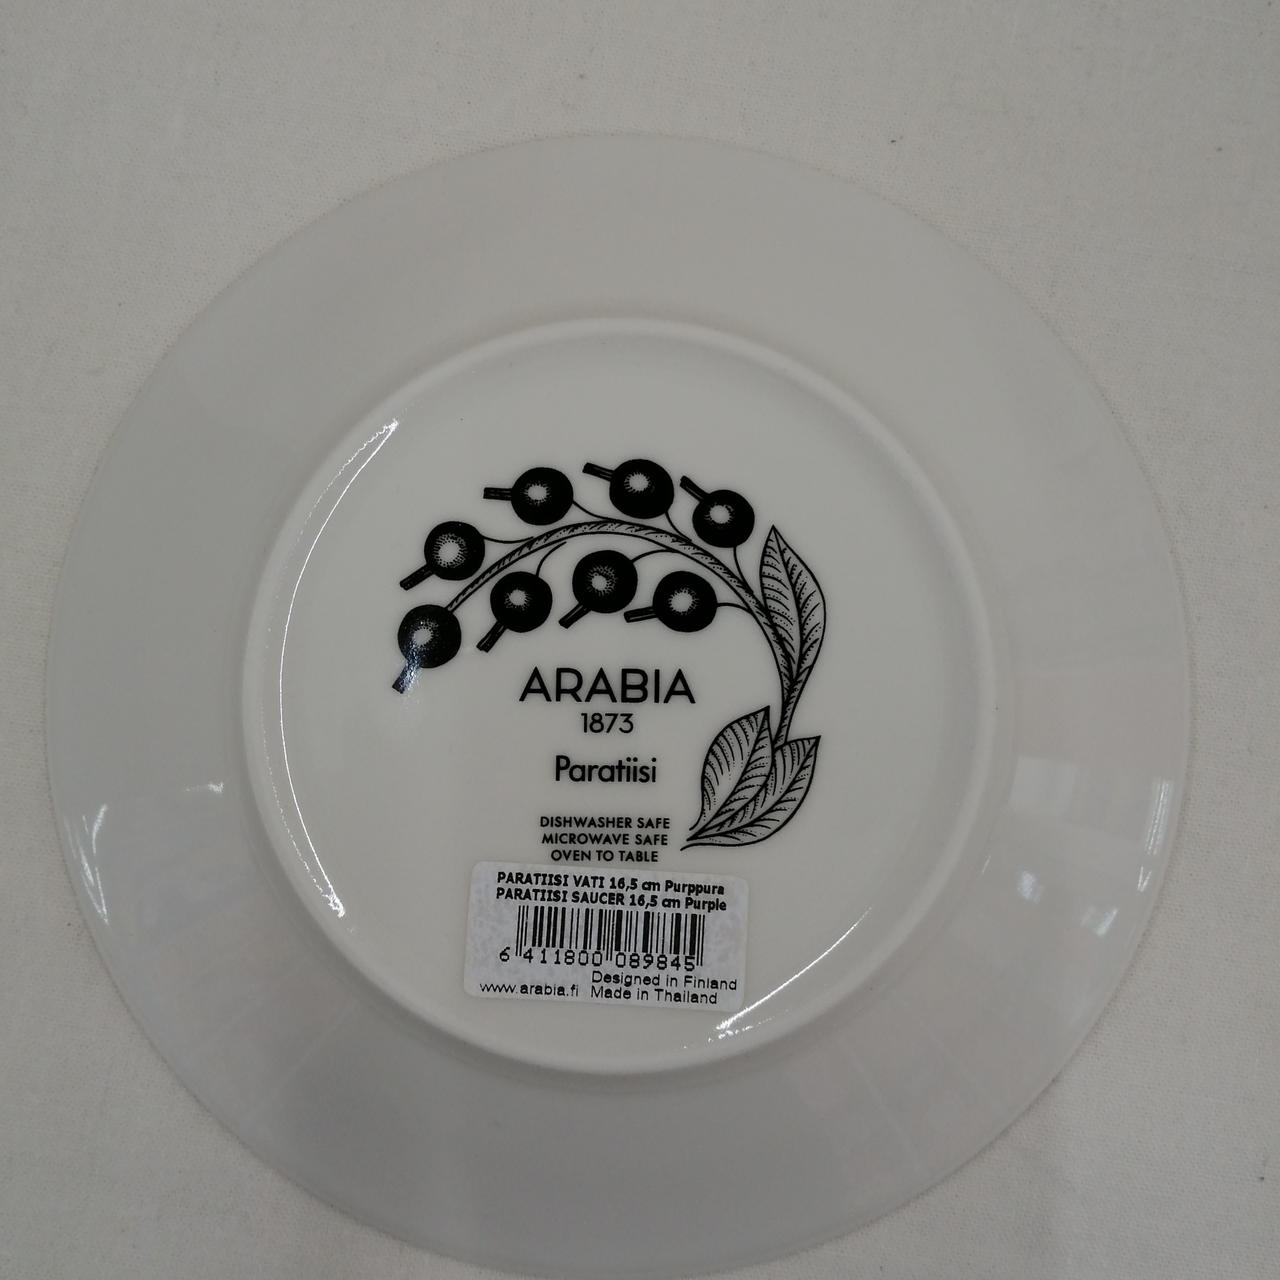 ARABIA
1873
Paratiisi
DISHWASHER SAFE
MICROWAVE SAFE
OVEN TO TABLE
PARATIISI VATI 16,5 cm Purppura
PARATIISI SAUCER 16,5 cm Purple
6 411800 089845
Designed in Finland
www.arabia.fi Made in Thailand